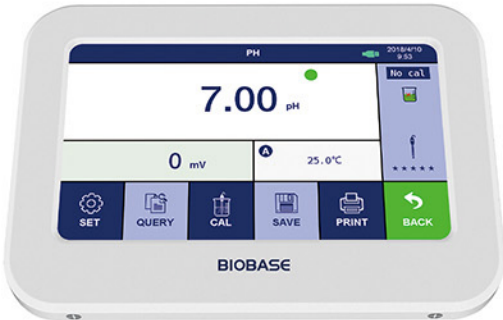 PH
2018/4/10
9:53
No cal
7.00 pH
0 mV
A 25.0℃
*****
SET
QUERY
CAL
SAVE
PRINT
BACK
BIOBASE